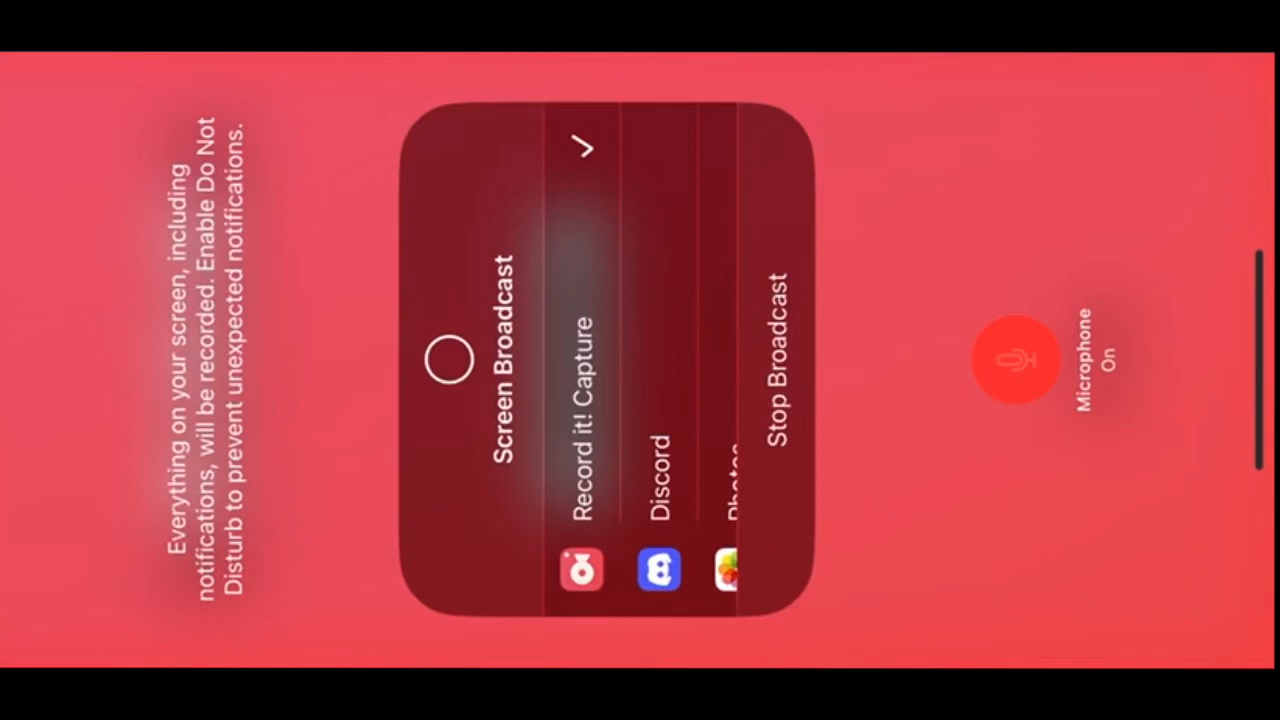 Everything on your screen, including
notifications, will be recorded. Enable Do Not
Disturb to prevent unexpected notifications.
Screen Broadcast
Record it! Capture
Discord
Photos
Stop Broadcast
Microphone
On